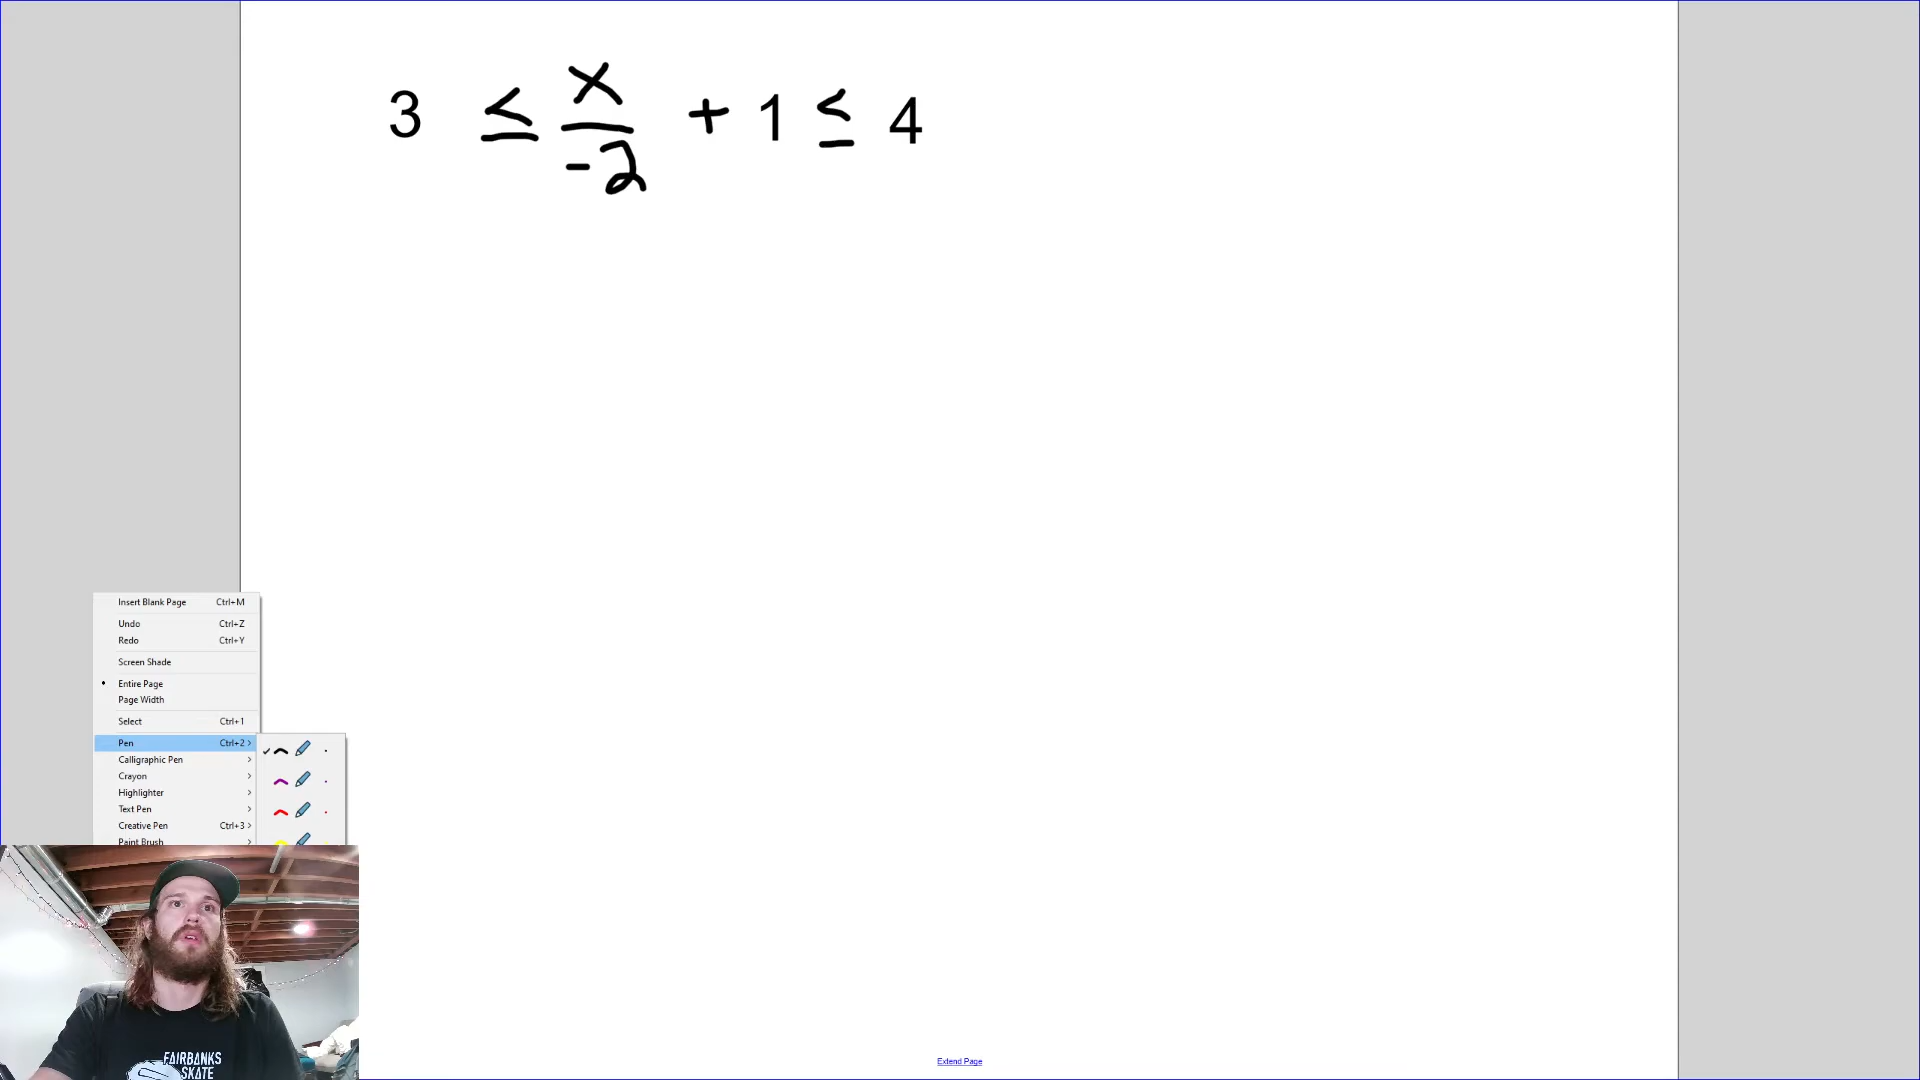 3 ≤ x/-2 + 1 ≤ 4
Insert Blank Page Ctrl+M
Undo Ctrl+Z
Redo Ctrl+Y
Screen Shade
Entire Page
Page Width
Select Ctrl+1
Pen Ctrl+2
Calligraphic Pen
Crayon
Highlighter
Text Pen
Creative Pen Ctrl+3
Paint Brush
FAIRBANKS
SKATE
Extend Page